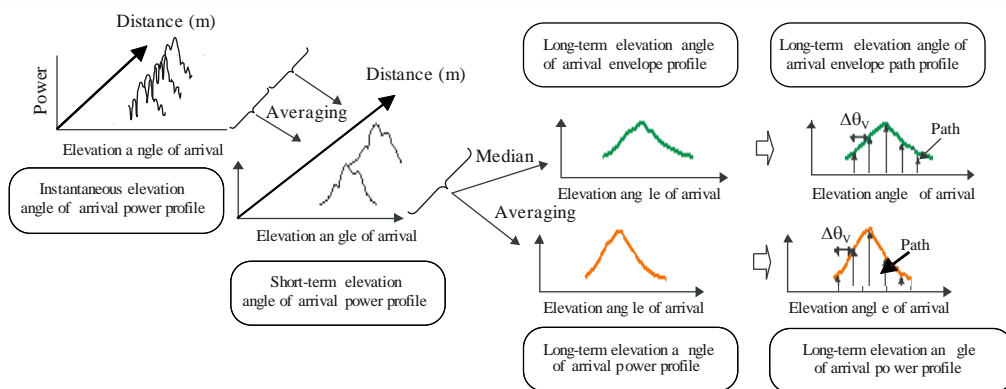 Distance (m)
Power
Elevation a ngle of arrival
Instantaneous elevation
angle of arrival power profile
Averaging
Distance (m)
Elevation an gle of arrival
Short-term elevation
angle of arrival power profile
Median
Averaging
Long-term elevation angle
of arrival envelope profile
Elevation ang le of arrival
Elevation ang le of arrival
Long-term elevation a ngle
of arrival power profile
Long-term elevation angle of
arrival envelope path profile
ΔθV
Path
Elevation angle of arrival
ΔθV
Path
Elevation angl e of arrival
Long-term elevation an gle
of arrival po wer profile